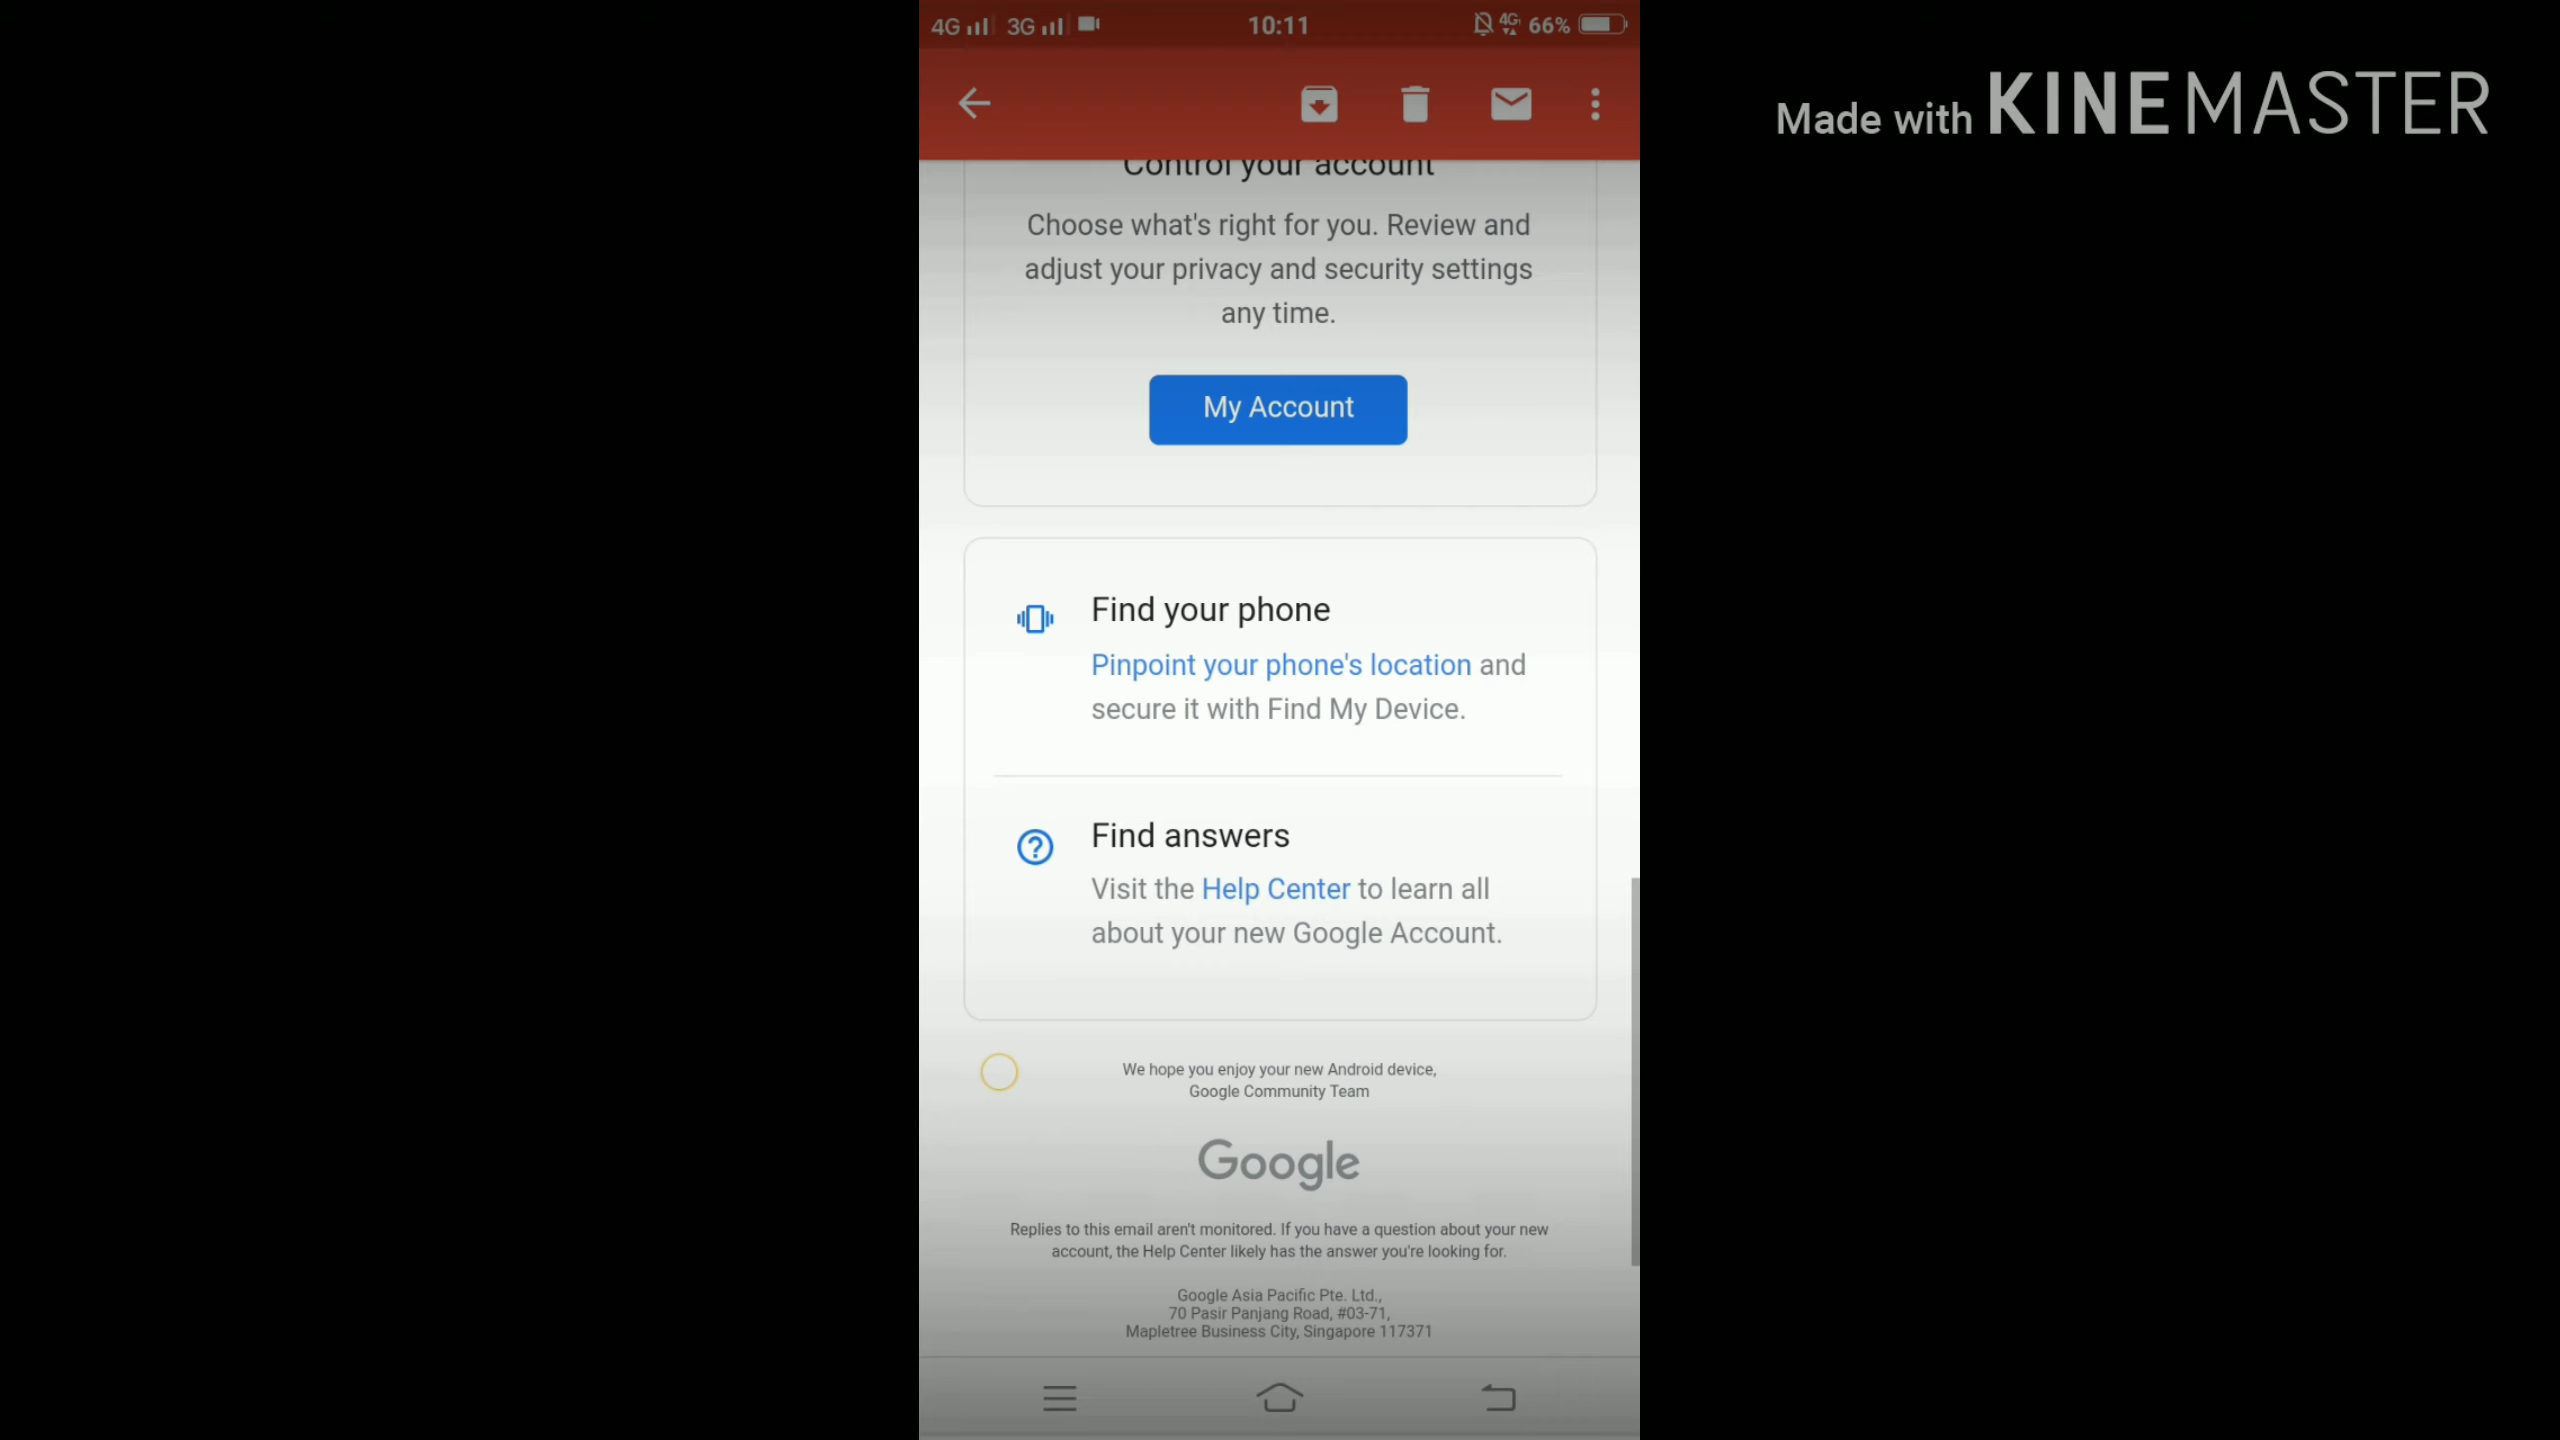 4G 3G 10:11 4G 66%
Made with KINEMASTER
Control your account
Choose what's right for you. Review and
adjust your privacy and security settings
any time.
My Account
Find your phone
Pinpoint your phone's location and
secure it with Find My Device.
Find answers
Visit the Help Center to learn all
about your new Google Account.
We hope you enjoy your new Android device,
Google Community Team
Google
Replies to this email aren't monitored. If you have a question about your new
account, the Help Center likely has the answer you're looking for.
Google Asia Pacific Pte. Ltd.,
70 Pasir Panjang Road, #03-71,
Mapletree Business City, Singapore 117371